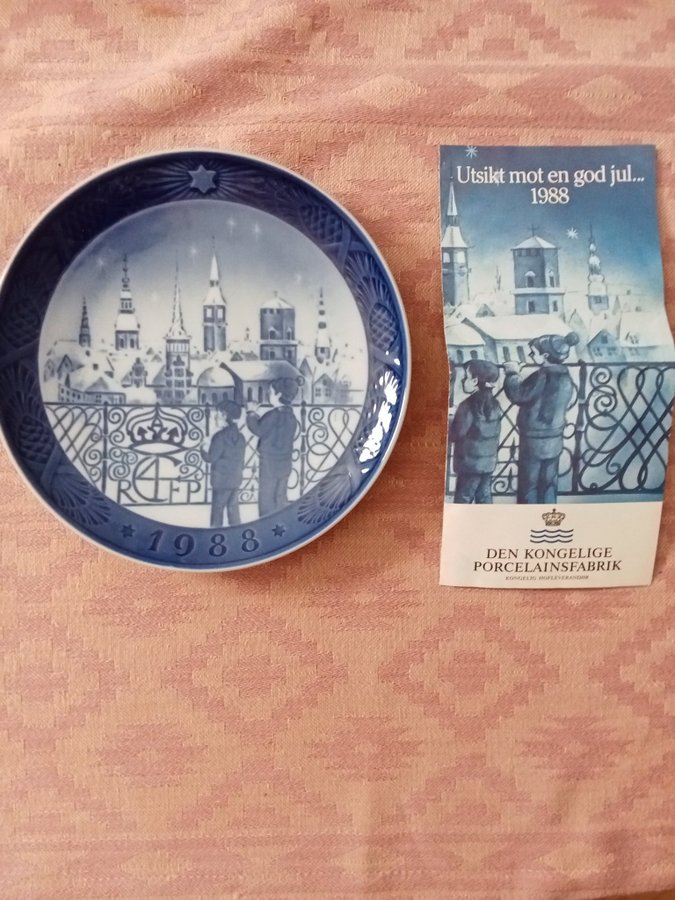 1988
Utsikt mot en god jul...
1988
DEN KONGELIGE
PORCELAINSFABRIK
KONGELIG HOFLEVERANDØR